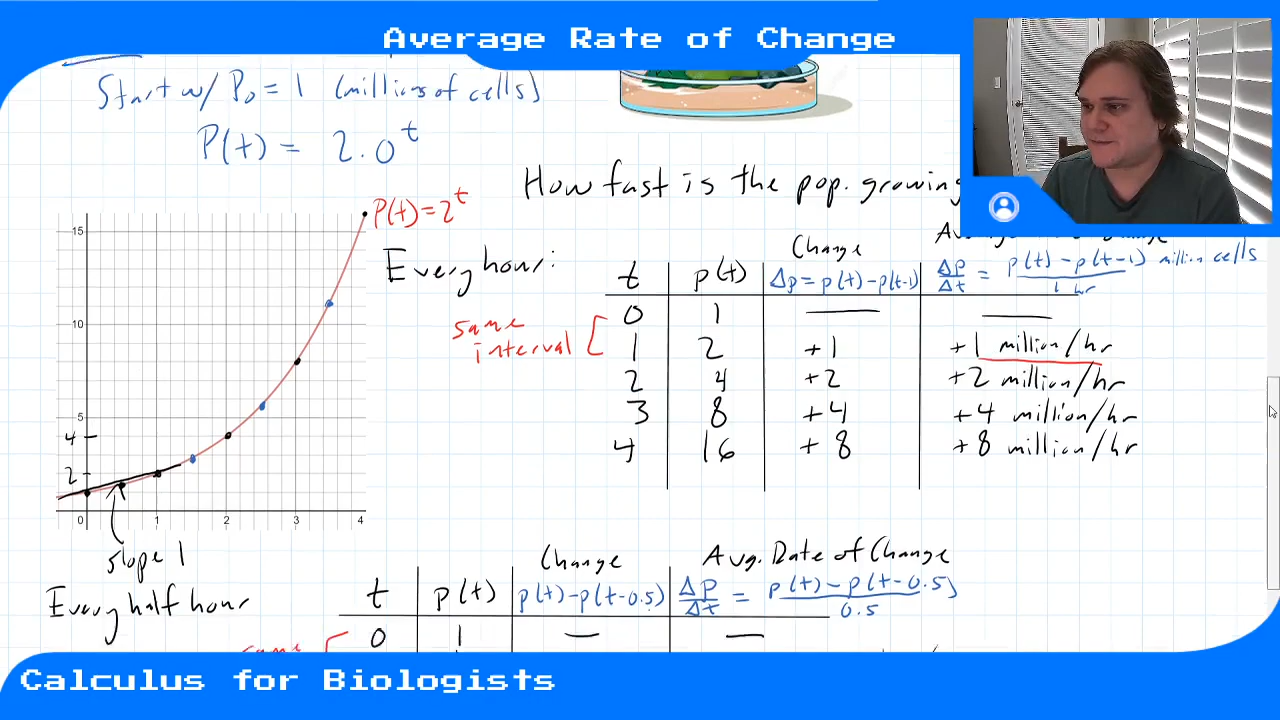 Average Rate of Change
Start w/ P₀ = 1 (millions of cells)
P(t) = 2.0^t
How fast is the pop. growing
P(t)=2^t
15
10
5
4
2
0 1 2 3 4
slope 1
Every hour:
same
interval
Change
t p(t) Δp = p(t)-p(t-1) Δp/Δt = p(t)-p(t-1)/1 hr million cells
0 1 — —
1 2 +1 +1 million/hr
2 4 +2 +2 million/hr
3 8 +4 +4 million/hr
4 16 +8 +8 million/hr
Every half hour
Change Avg. Rate of Change
t p(t) p(t)-p(t-0.5) Δp/Δt = p(t)-p(t-0.5)/0.5
0 1 — —
Calculus for Biologists